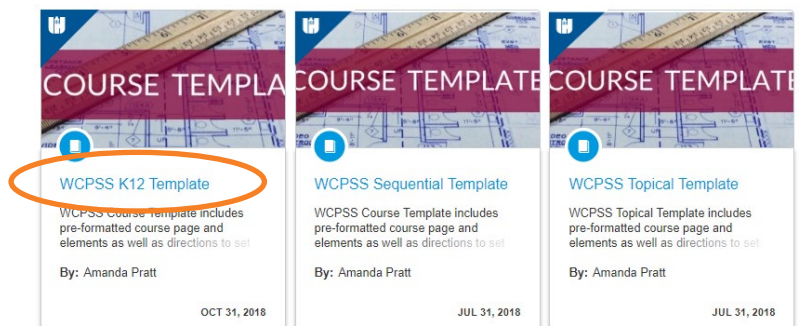 COURSE TEMPLA
WCPSS K12 Template
WCPSS Course Template includes
pre-formatted course page and
elements as well as directions to set
By: Amanda Pratt
OCT 31, 2018
COURSE TEMPLATE
WCPSS Sequential Template
WCPSS Course Template includes
pre-formatted course page and
elements as well as directions to set
By: Amanda Pratt
JUL 31, 2018
COURSE TEMPLATE
WCPSS Topical Template
WCPSS Topical Template includes
pre-formatted course page and
elements as well as directions to set
By: Amanda Pratt
JUL 31, 2018